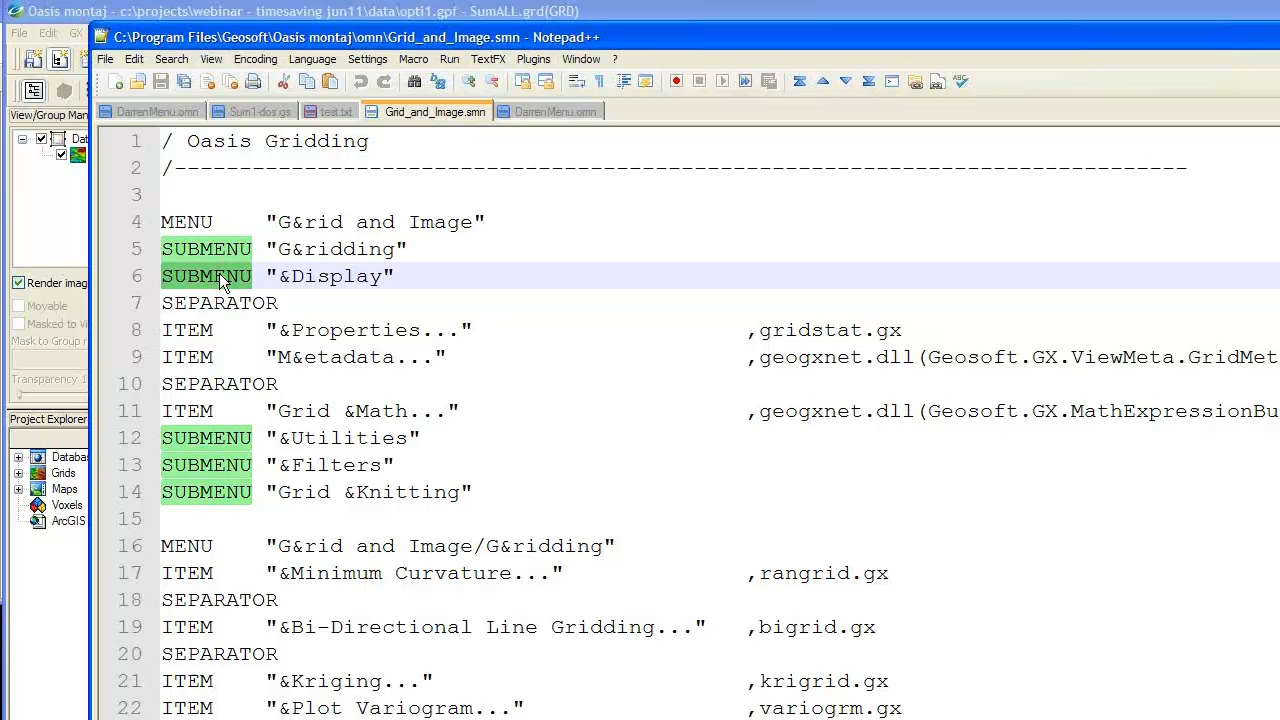 Oasis montaj - c:\projects\webinar - timesaving jun11\data\opti1.gpf - SumALL.grd(GRD)
File Edit GX
C:\Program Files\Geosoft\Oasis montaj\omn\Grid_and_Image.smn - Notepad++
File Edit Search View Encoding Language Settings Macro Run TextFX Plugins Window ?
DarrenMenu.omn Sum1-dos.gs test.txt Grid_and_Image.smn DarrenMenu.omn
View/Group Man
Dat
Render imag
Movable
Masked to Vi
Mask to Group r
Transparency 1
Project Explorer
Databas
Grids
Maps
Voxels
ArcGIS
1 / Oasis Gridding
2 /------------------------------------------------------------------------------
3
4 MENU "G&rid and Image"
5 SUBMENU "G&ridding"
6 SUBMENU "&Display"
7 SEPARATOR
8 ITEM "&Properties..." ,gridstat.gx
9 ITEM "M&etadata..." ,geogxnet.dll(Geosoft.GX.ViewMeta.GridMet
10 SEPARATOR
11 ITEM "Grid &Math..." ,geogxnet.dll(Geosoft.GX.MathExpressionBu
12 SUBMENU "&Utilities"
13 SUBMENU "&Filters"
14 SUBMENU "Grid &Knitting"
15
16 MENU "G&rid and Image/G&ridding"
17 ITEM "&Minimum Curvature..." ,rangrid.gx
18 SEPARATOR
19 ITEM "&Bi-Directional Line Gridding..." ,bigrid.gx
20 SEPARATOR
21 ITEM "&Kriging..." ,krigrid.gx
22 ITEM "&Plot Variogram..." ,variogrm.gx